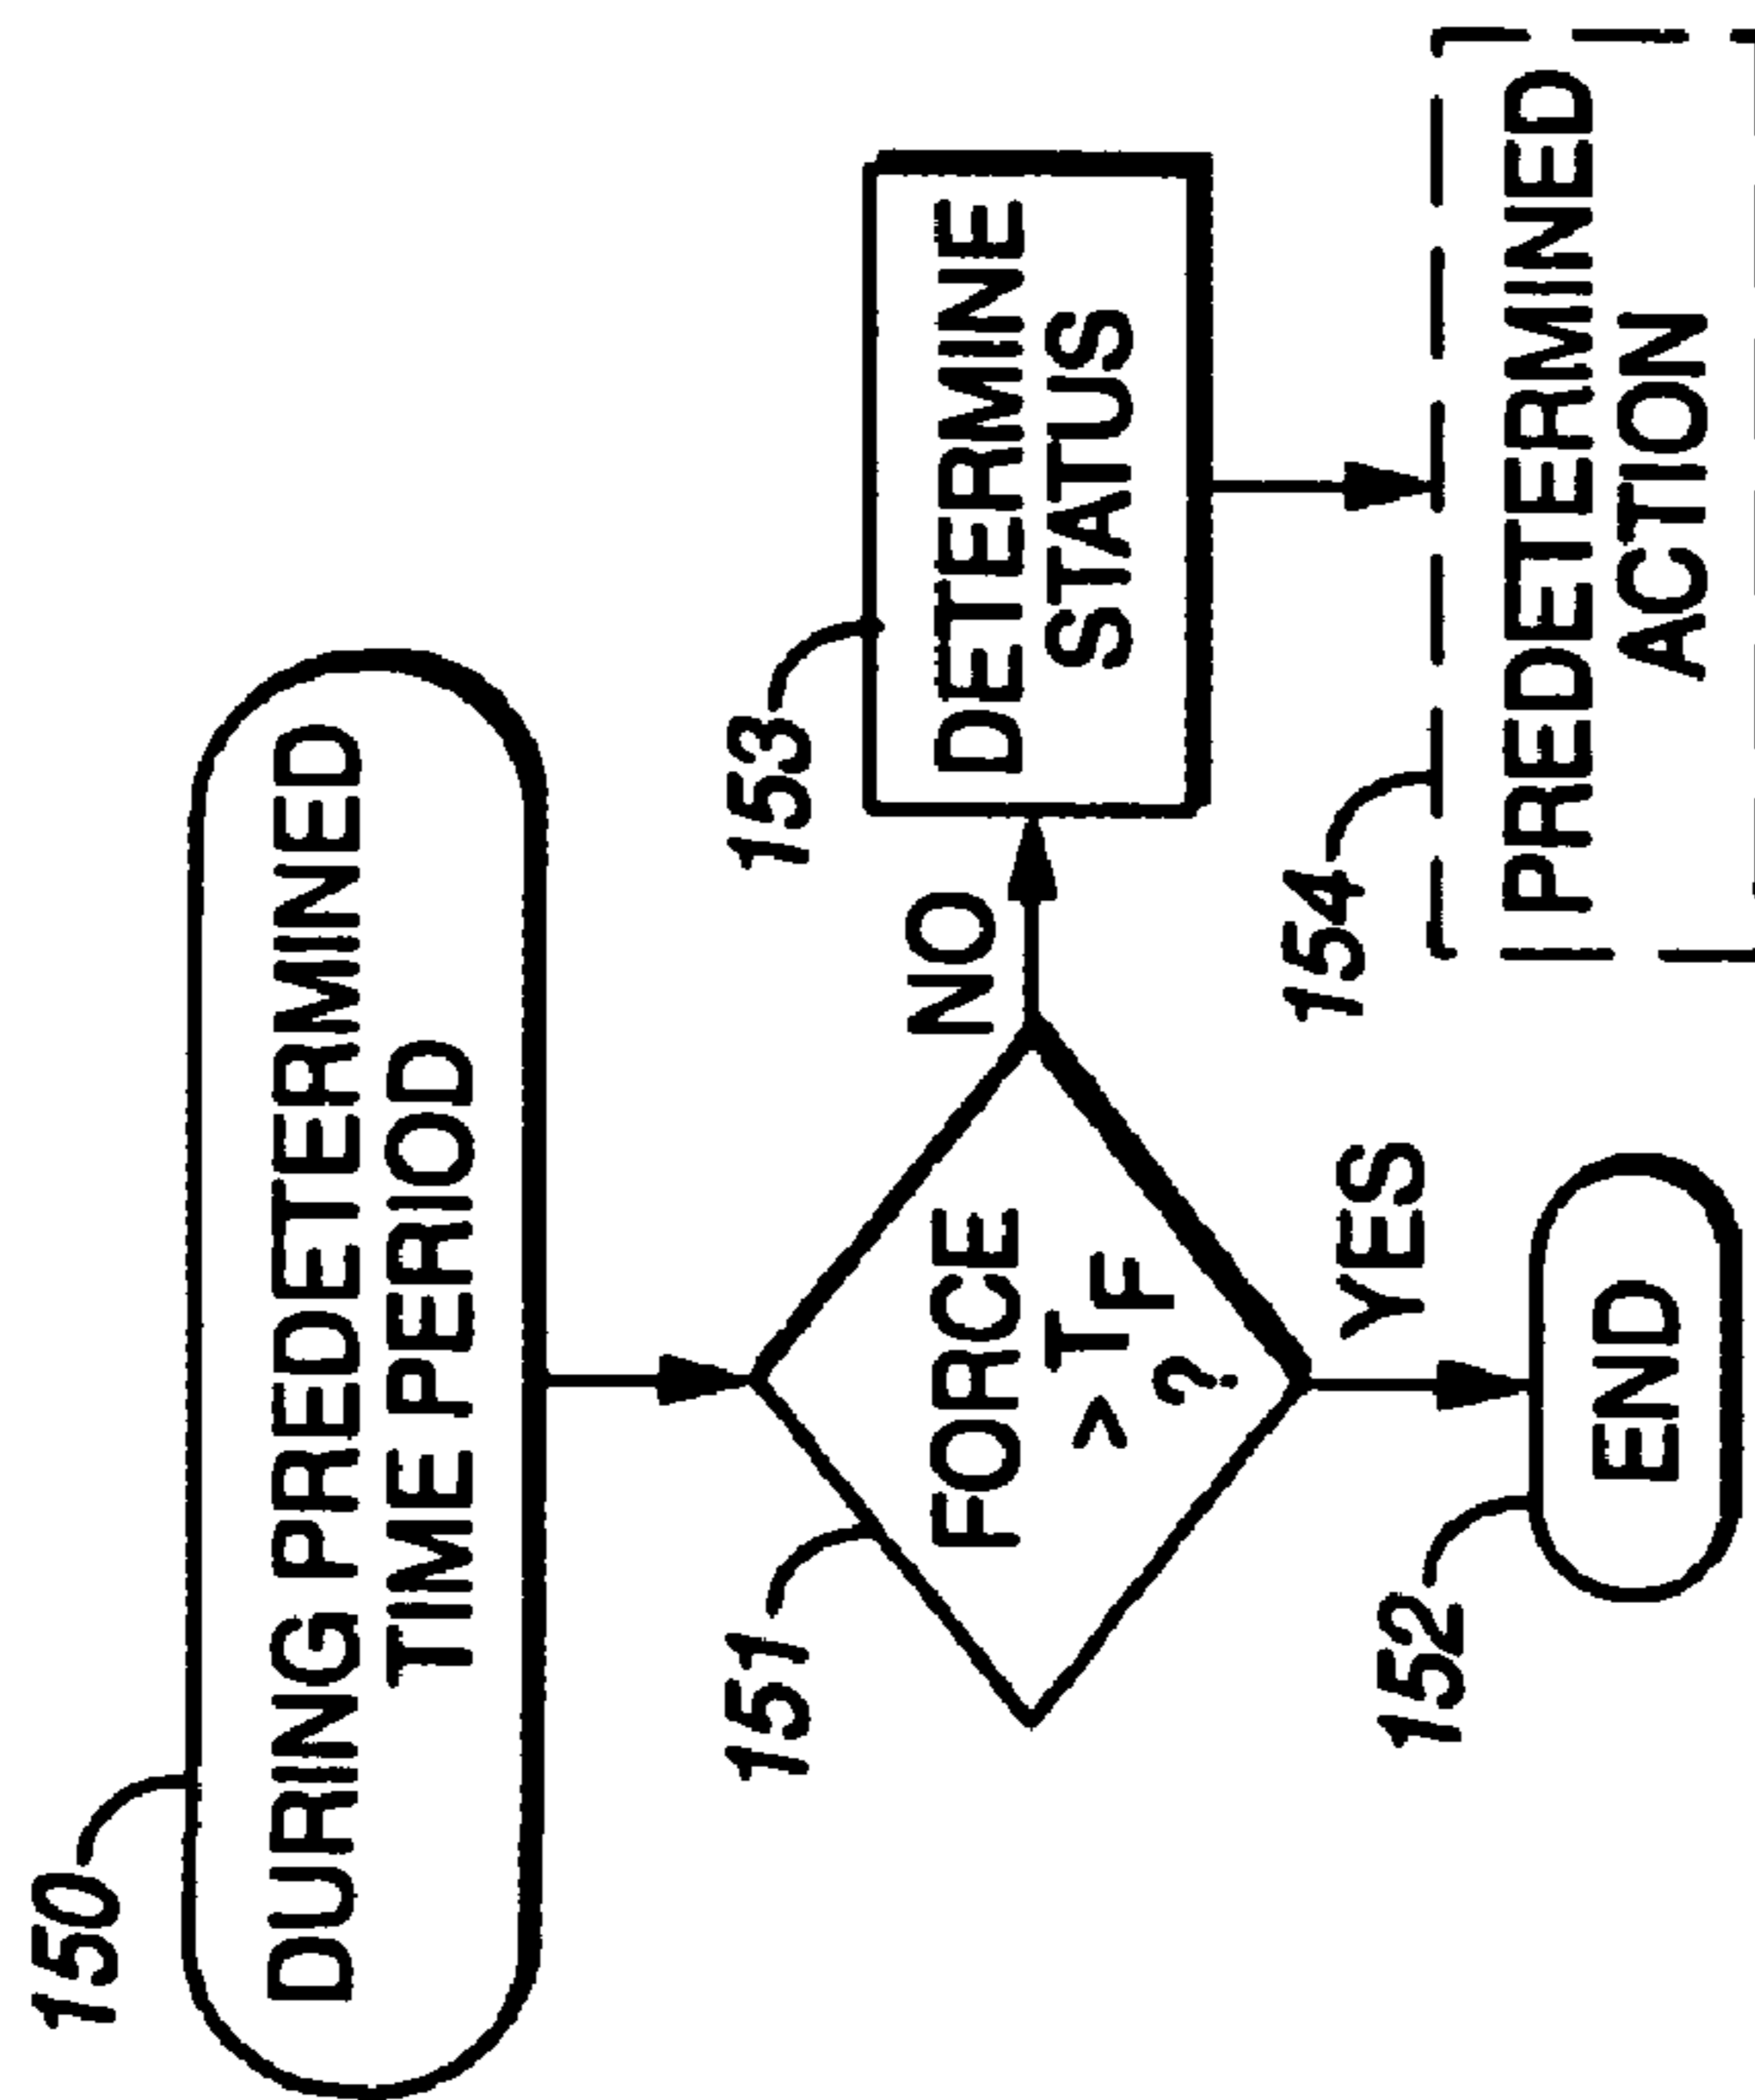 150
DURING PREDETERMINED
TIME PERIOD
151
FORCE
> TF
?
NO
153
DETERMINE
STATUS
YES
152
END
154
PREDETERMINED
ACTION